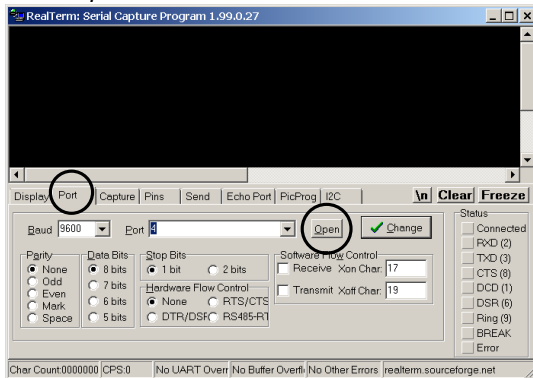 RealTerm: Serial Capture Program 1.99.0.27
Display Port Capture Pins Send Echo Port PicProg I2C \n Clear Freeze
Baud 9600 Port 4 Open Change
Parity
None
Odd
Even
Mark
Space
Data Bits
8 bits
7 bits
6 bits
5 bits
Stop Bits
1 bit 2 bits
Hardware Flow Control
None RTS/CTS
DTR/DSR RS485-RT
Software Flow Control
Receive Xon Char: 17
Transmit Xoff Char: 19
Status
Connected
RXD (2)
TXD (3)
CTS (8)
DCD (1)
DSR (6)
Ring (9)
BREAK
Error
Char Count:0000000 CPS:0 No UART Overr No Buffer Overfl No Other Errors realterm.sourceforge.net